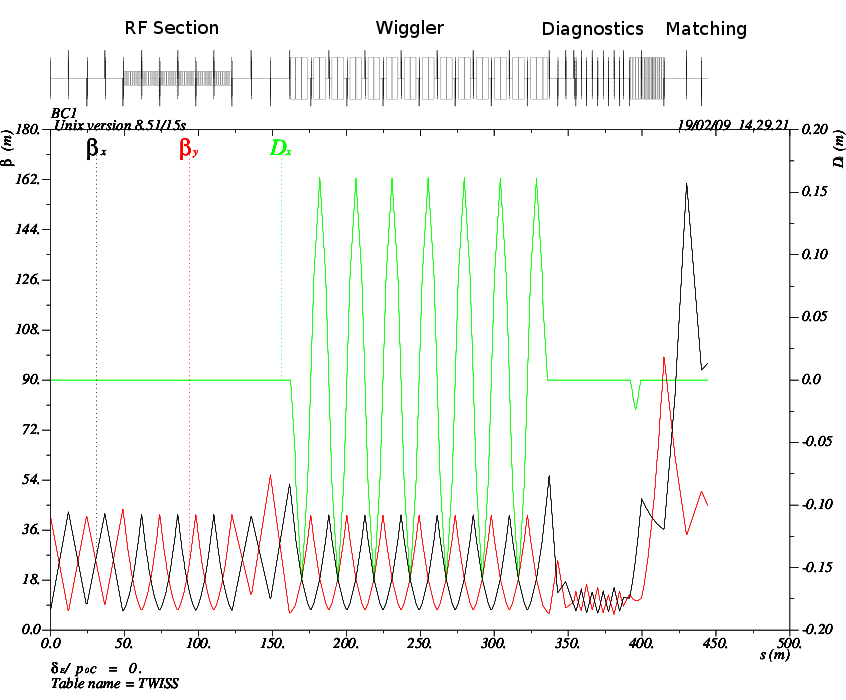 RF Section Wiggler Diagnostics Matching
BC1
Unix version 8.51/15s 19/02/09 14.29.21
β (m) 180. βx βy Dx 0.20 D (m)
162. 0.15
144. 0.10
126. 0.05
108.
90. 0.0
72. -0.05
54. -0.10
36. -0.15
18.
0.0 -0.20
0.0 50. 100. 150. 200. 250. 300. 350. 400. 450. 500.
s (m)
δE/ p0c = 0.
Table name = TWISS